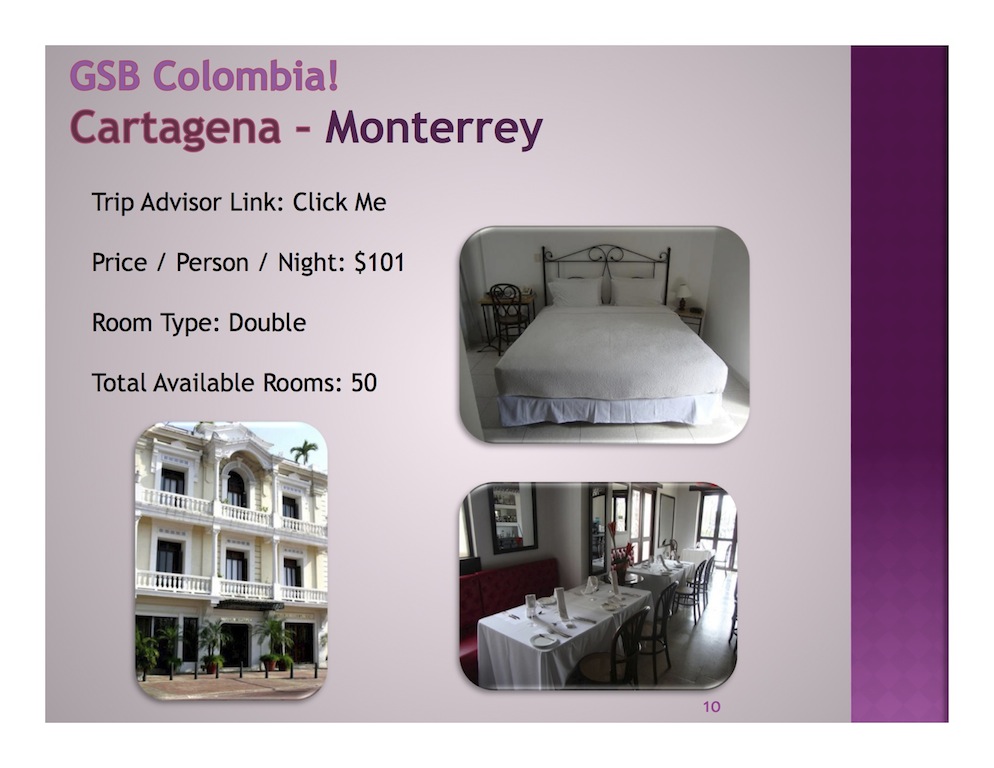 GSB Colombia!
Cartagena – Monterrey
Trip Advisor Link: Click Me
Price / Person / Night: $101
Room Type: Double
Total Available Rooms: 50
10